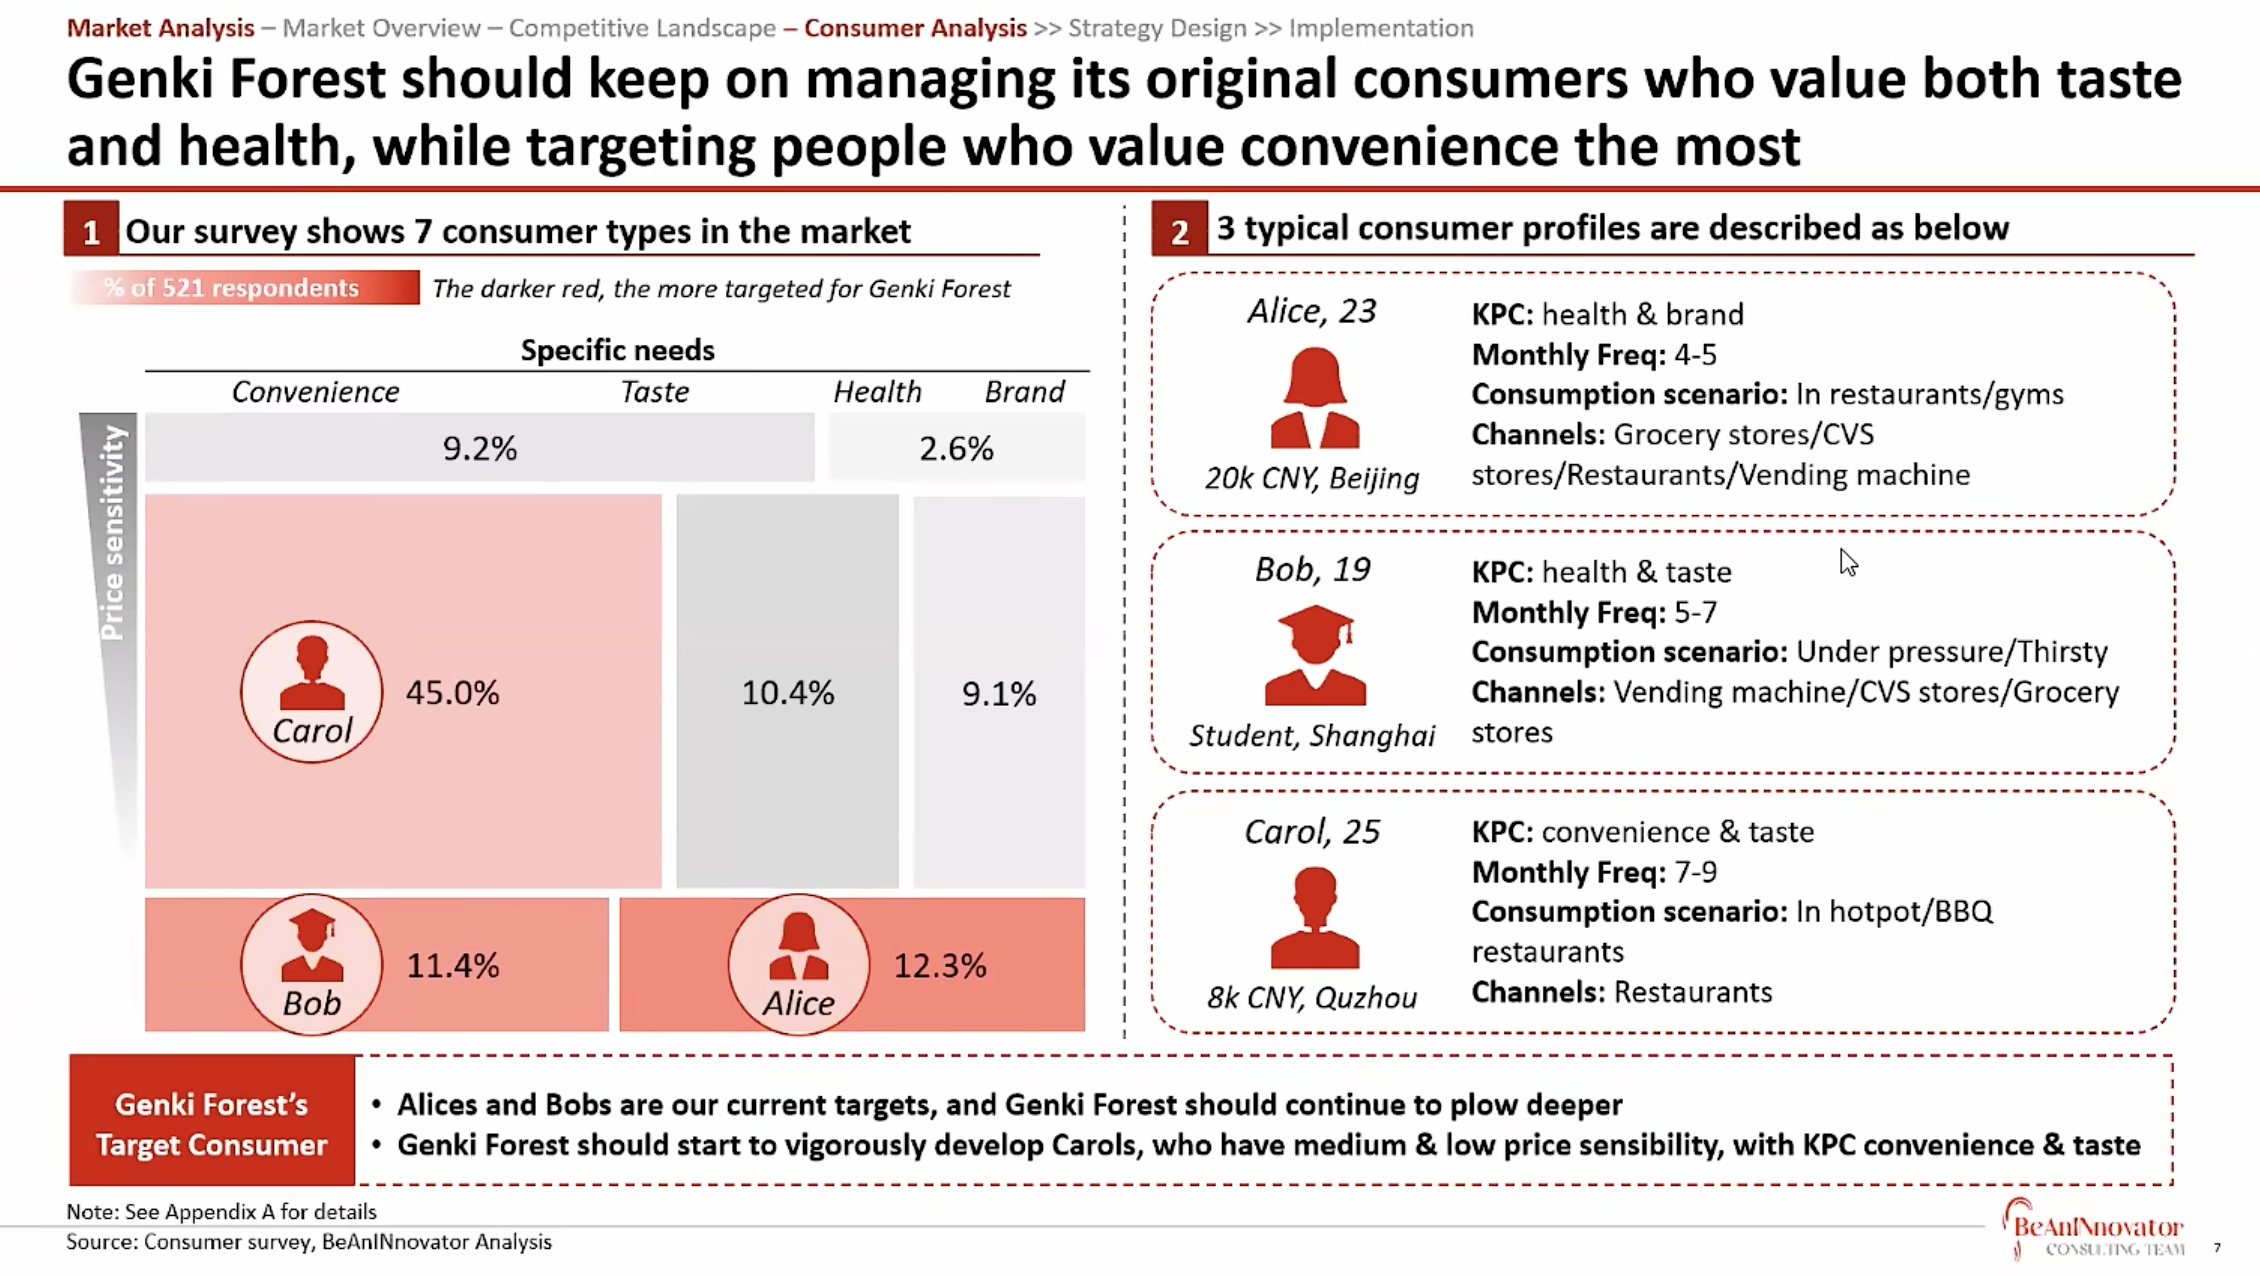 Market Analysis – Market Overview – Competitive Landscape – Consumer Analysis >> Strategy Design >> Implementation
Genki Forest should keep on managing its original consumers who value both taste
and health, while targeting people who value convenience the most
1 Our survey shows 7 consumer types in the market
% of 521 respondents
The darker red, the more targeted for Genki Forest
Specific needs
Convenience Taste Health Brand
Price sensitivity
9.2% 2.6%
Carol
45.0% 10.4% 9.1%
Bob
11.4%
Alice
12.3%
2 3 typical consumer profiles are described as below
Alice, 23
20k CNY, Beijing
KPC: health & brand
Monthly Freq: 4-5
Consumption scenario: In restaurants/gyms
Channels: Grocery stores/CVS
stores/Restaurants/Vending machine
Bob, 19
Student, Shanghai
KPC: health & taste
Monthly Freq: 5-7
Consumption scenario: Under pressure/Thirsty
Channels: Vending machine/CVS stores/Grocery
stores
Carol, 25
8k CNY, Quzhou
KPC: convenience & taste
Monthly Freq: 7-9
Consumption scenario: In hotpot/BBQ
restaurants
Channels: Restaurants
Genki Forest's
Target Consumer
• Alices and Bobs are our current targets, and Genki Forest should continue to plow deeper
• Genki Forest should start to vigorously develop Carols, who have medium & low price sensibility, with KPC convenience & taste
Note: See Appendix A for details
Source: Consumer survey, BeAnINnovator Analysis
BeAnINnovator
CONSULTING TEAM
7